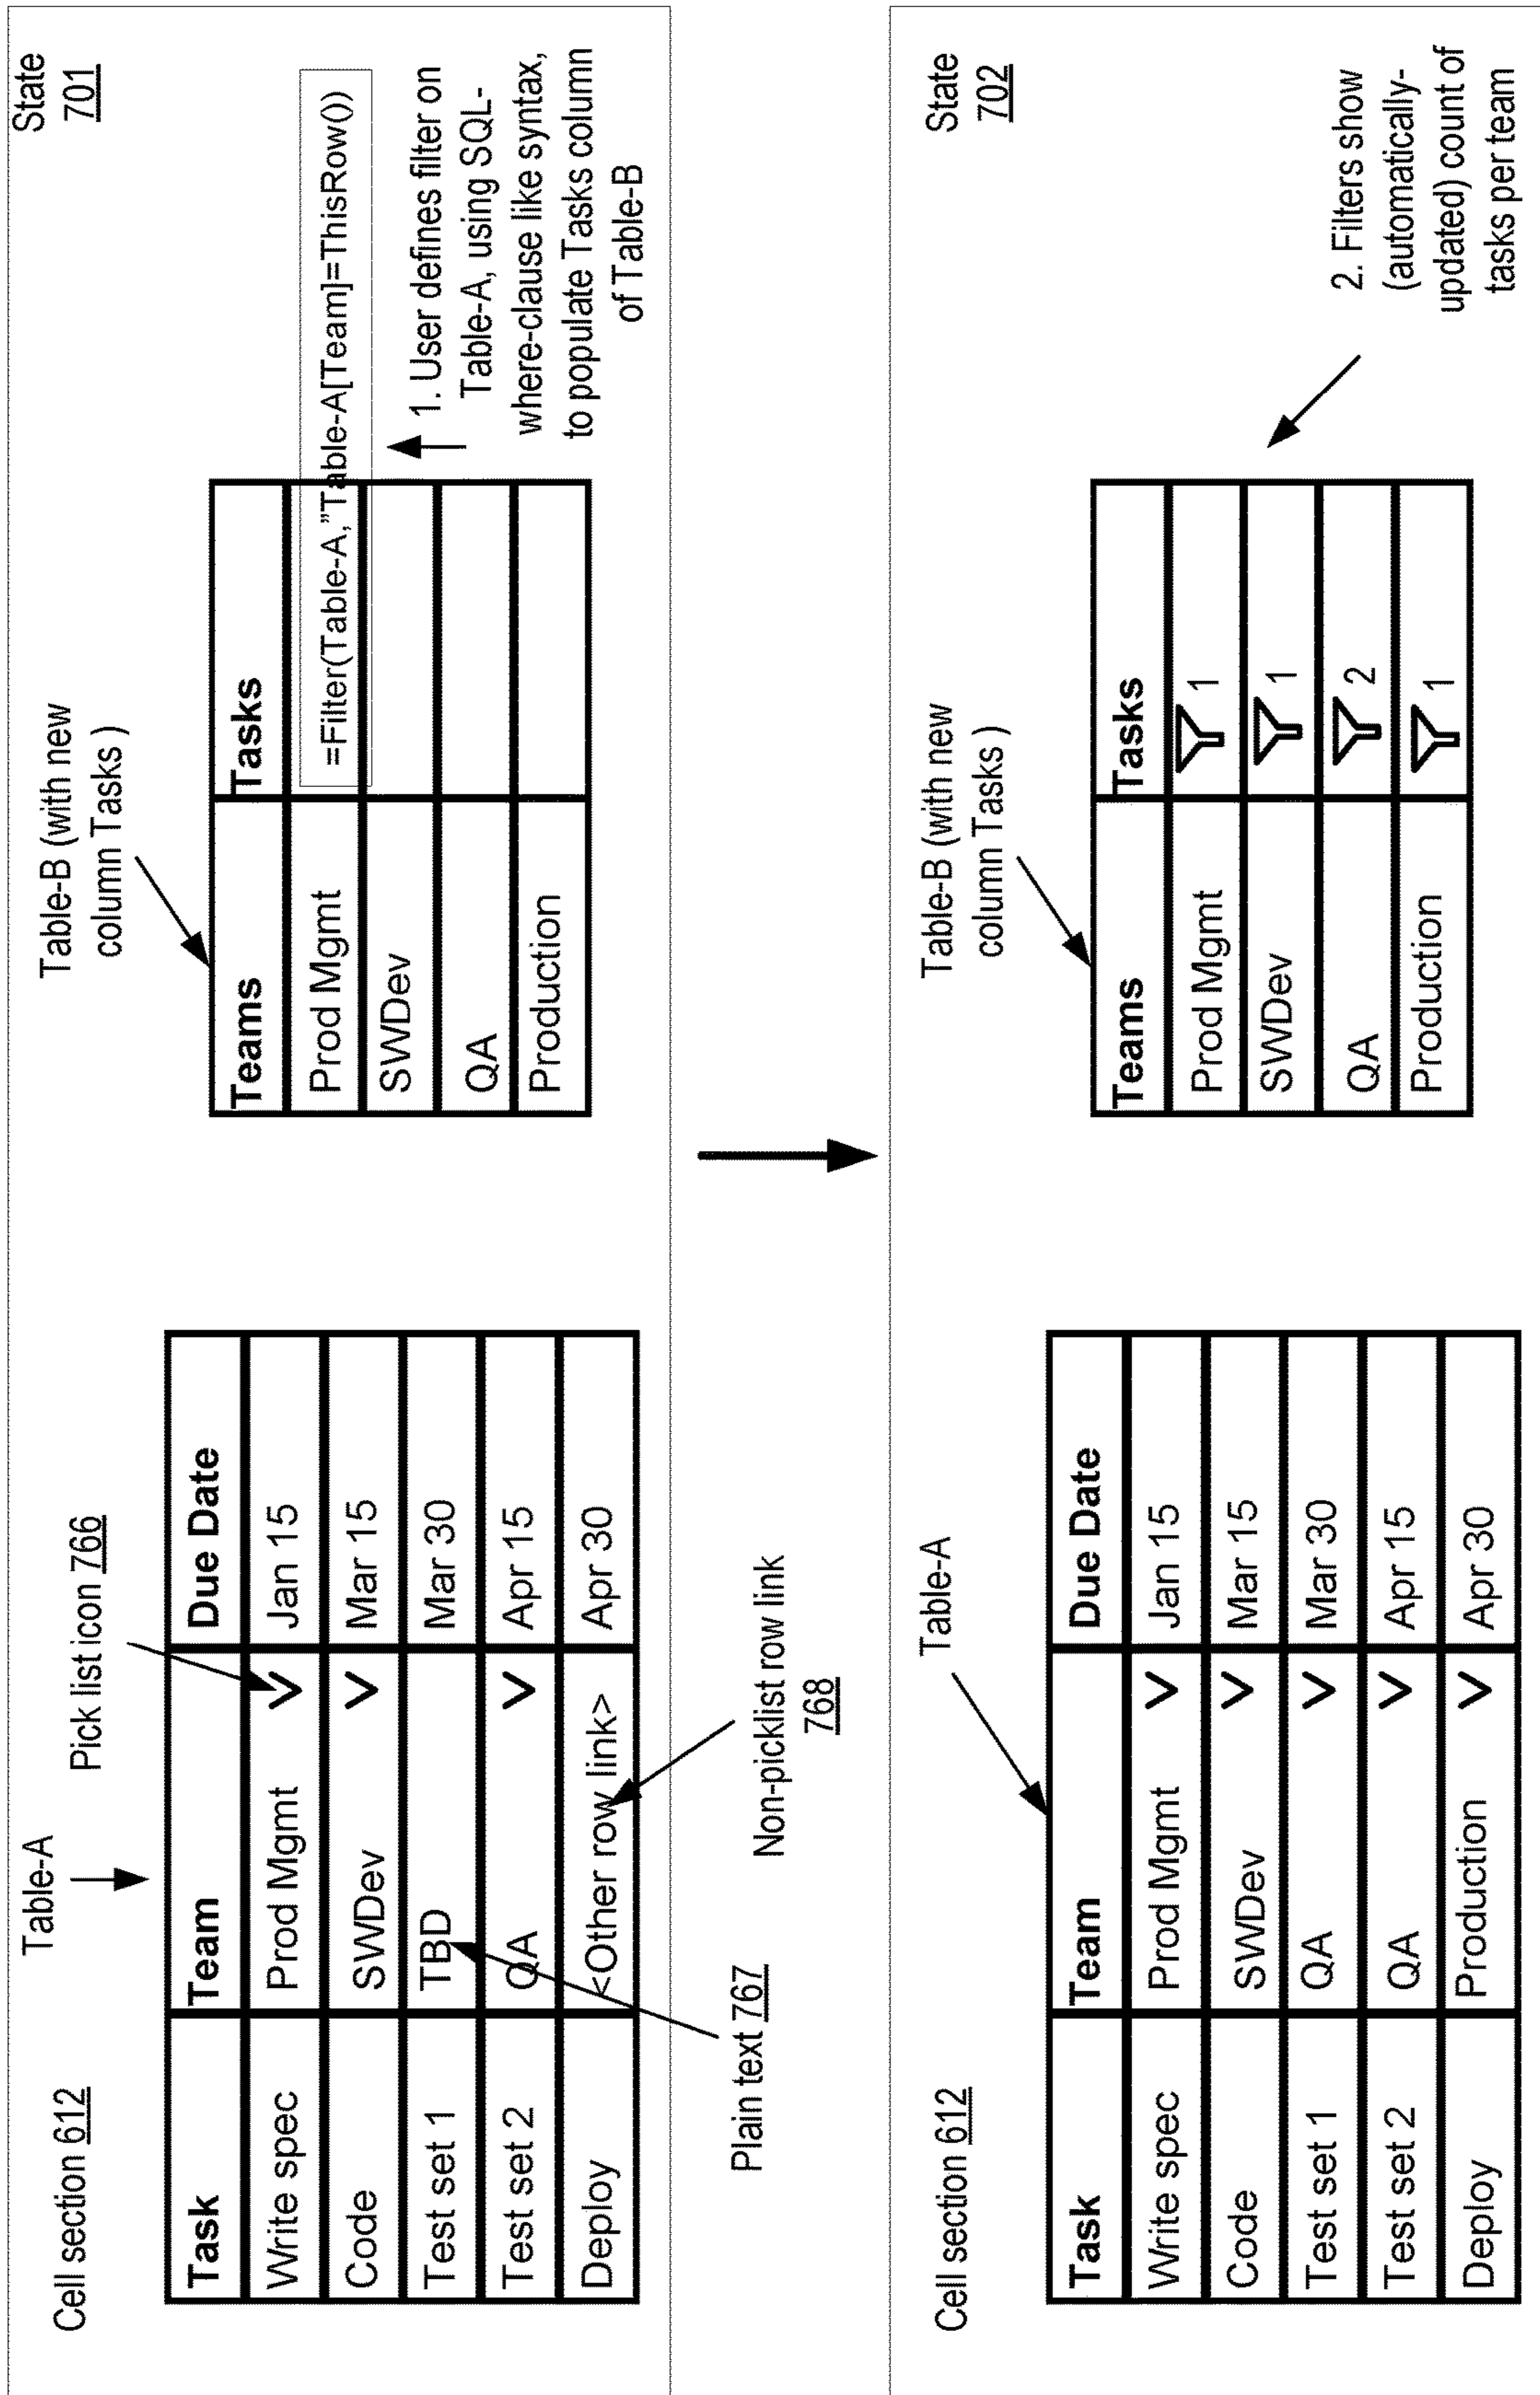 State
701
Cell section 612
Table-A
Pick list icon 766
Task Team Due Date
Write spec Prod Mgmt V Jan 15
Code SWDev V Mar 15
Test set 1 TBD Mar 30
Test set 2 QA V Apr 15
Deploy <Other row link> Apr 30
Plain text 767
Non-picklist row link
768
Table-B (with new
column Tasks )
Teams Tasks
Prod Mgmt
SWDev
QA
Production
=Filter(Table-A,”Table-A[Team]=ThisRow())
1. User defines filter on
Table-A, using SQL-
where-clause like syntax,
to populate Tasks column
of Table-B
State
702
Cell section 612
Table-A
Task Team Due Date
Write spec Prod Mgmt V Jan 15
Code SWDev V Mar 15
Test set 1 QA V Mar 30
Test set 2 QA V Apr 15
Deploy Production V Apr 30
Table-B (with new
column Tasks )
Teams Tasks
Prod Mgmt 1
SWDev 1
QA 2
Production 1
2. Filters show
(automatically-
updated) count of
tasks per team